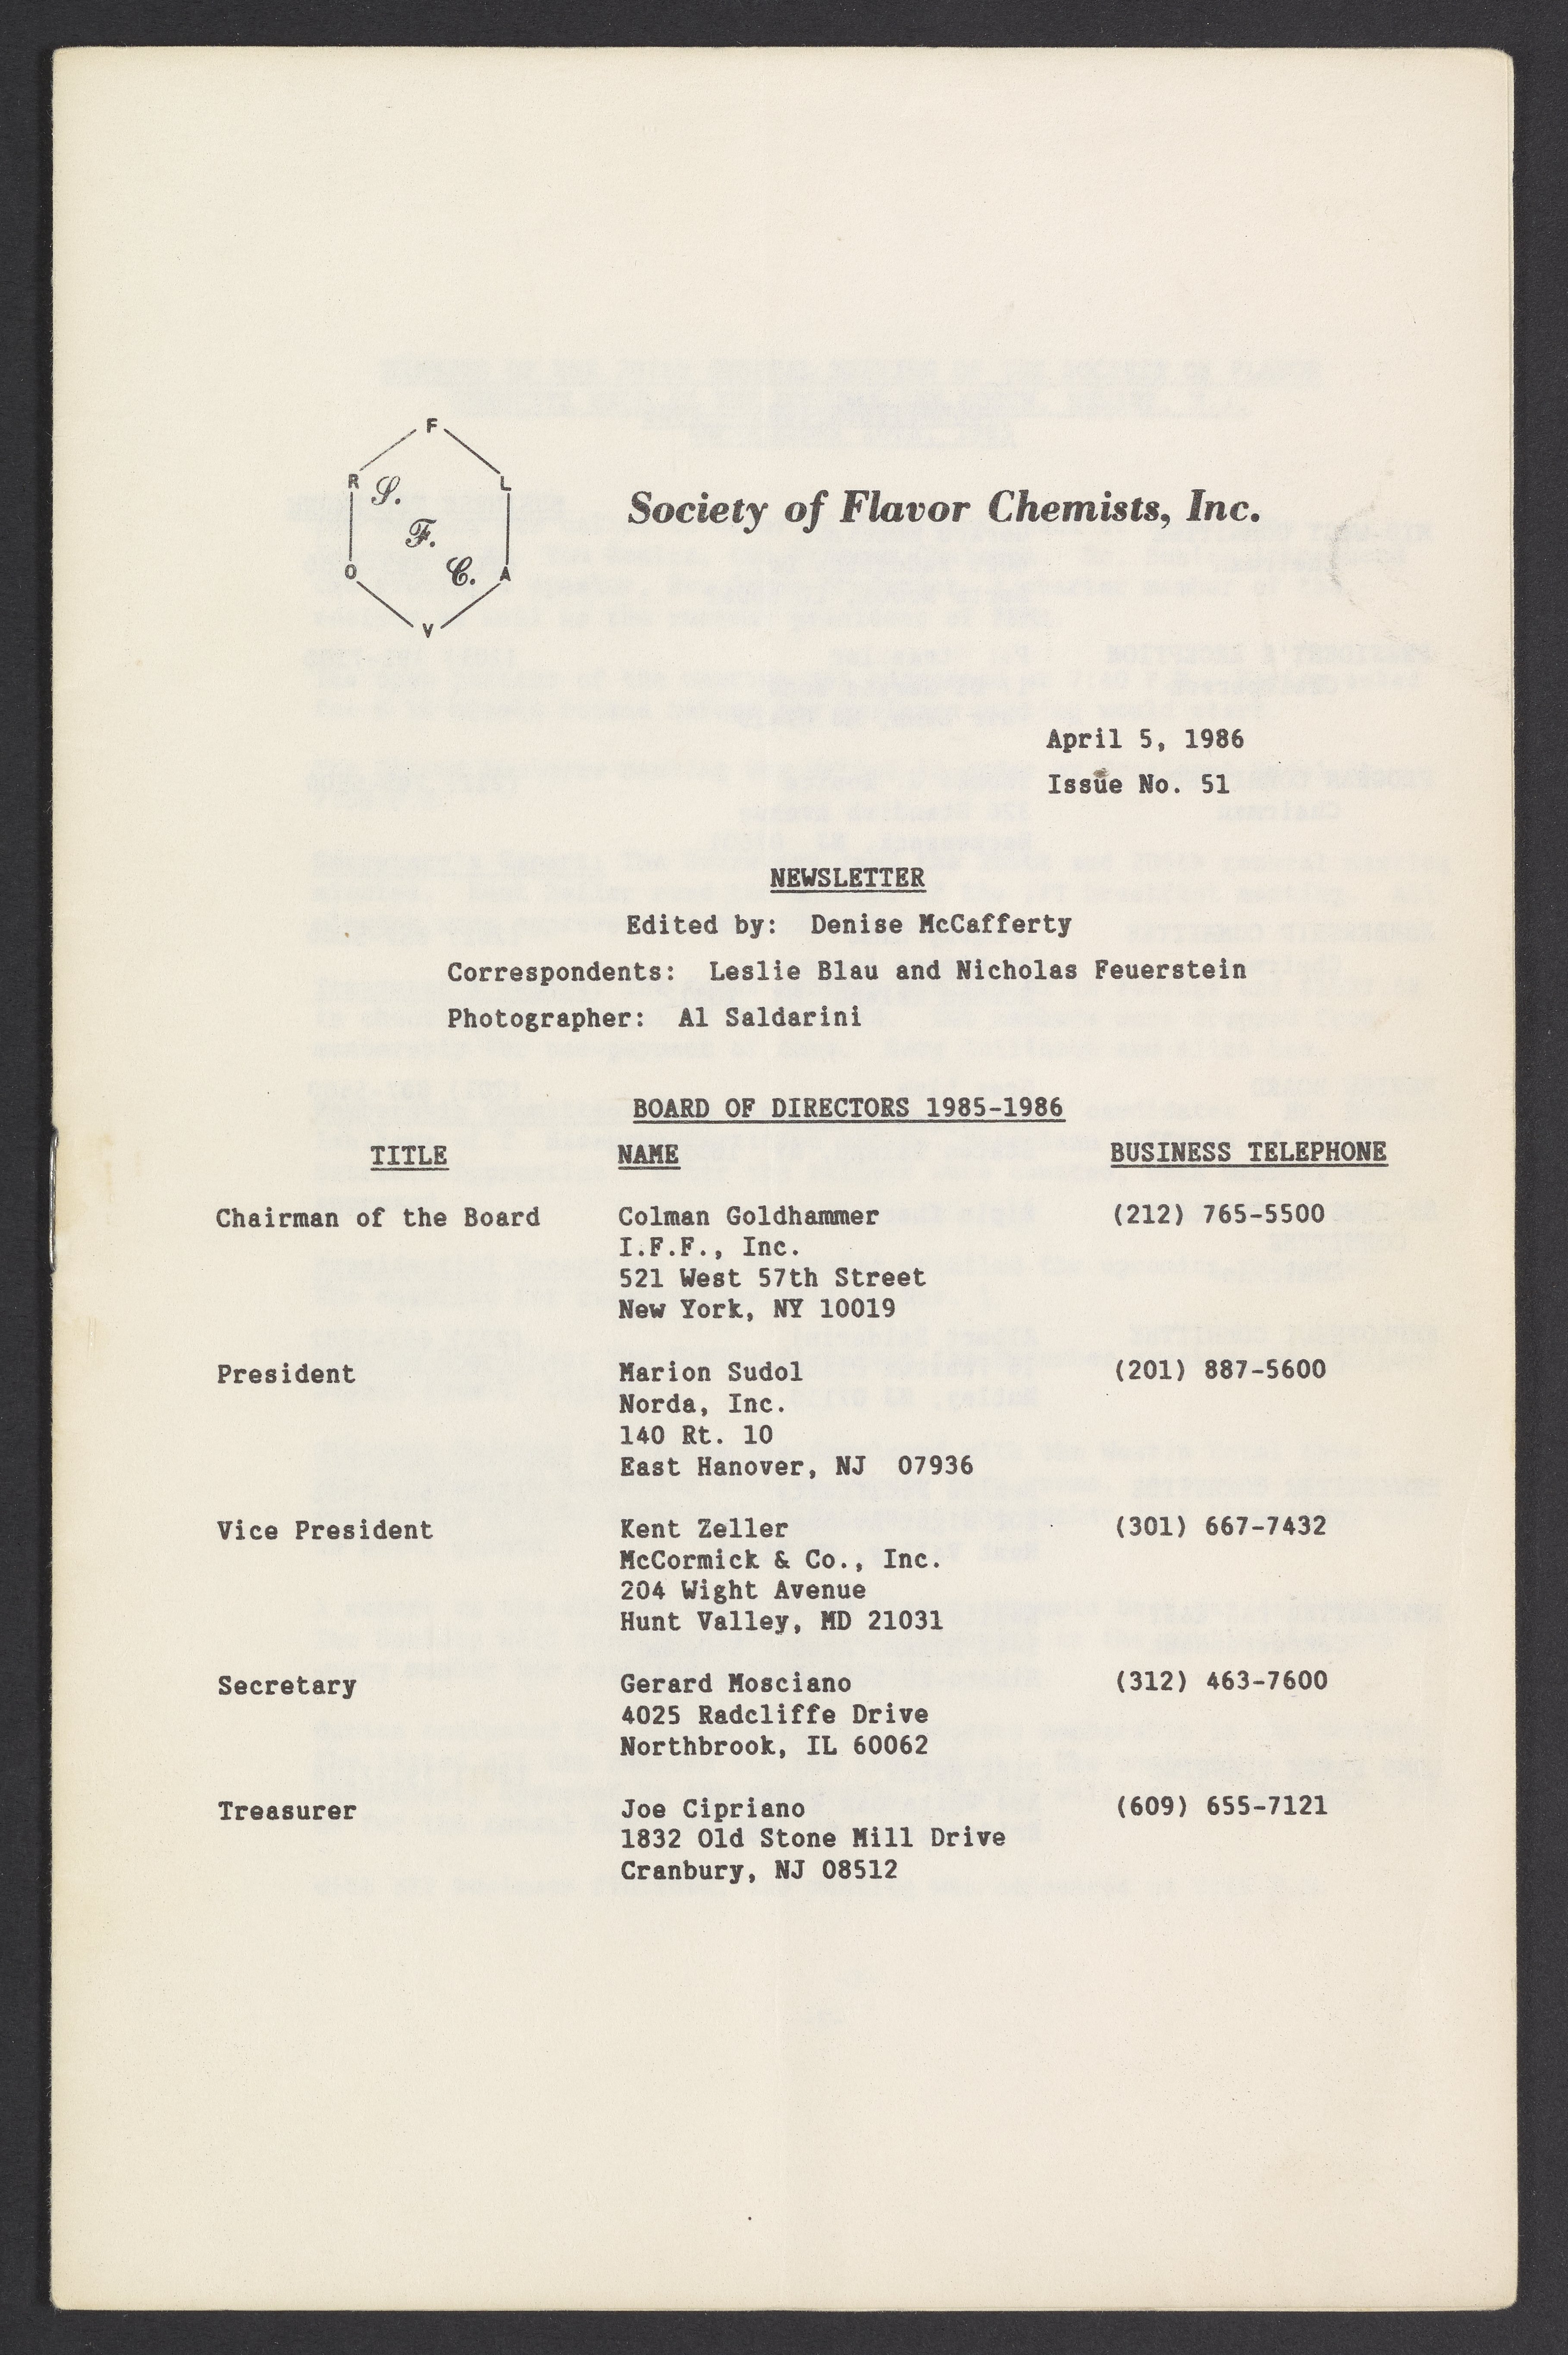 F
R L
S.
F.
C.
O A
V
Society of Flavor Chemists, Inc.
April 5, 1986
Issue No. 51
NEWSLETTER
Edited by: Denise McCafferty
Correspondents: Leslie Blau and Nicholas Feuerstein
Photographer: Al Saldarini
BOARD OF DIRECTORS 1985-1986
TITLE NAME BUSINESS TELEPHONE
Chairman of the Board Colman Goldhammer (212) 765-5500
I.F.F., Inc.
521 West 57th Street
New York, NY 10019
President Marion Sudol (201) 887-5600
Norda, Inc.
140 Rt. 10
East Hanover, NJ 07936
Vice President Kent Zeller (301) 667-7432
McCormick & Co., Inc.
204 Wight Avenue
Hunt Valley, MD 21031
Secretary Gerard Mosciano (312) 463-7600
4025 Radcliffe Drive
Northbrook, IL 60062
Treasurer Joe Cipriano (609) 655-7121
1832 Old Stone Mill Drive
Cranbury, NJ 08512